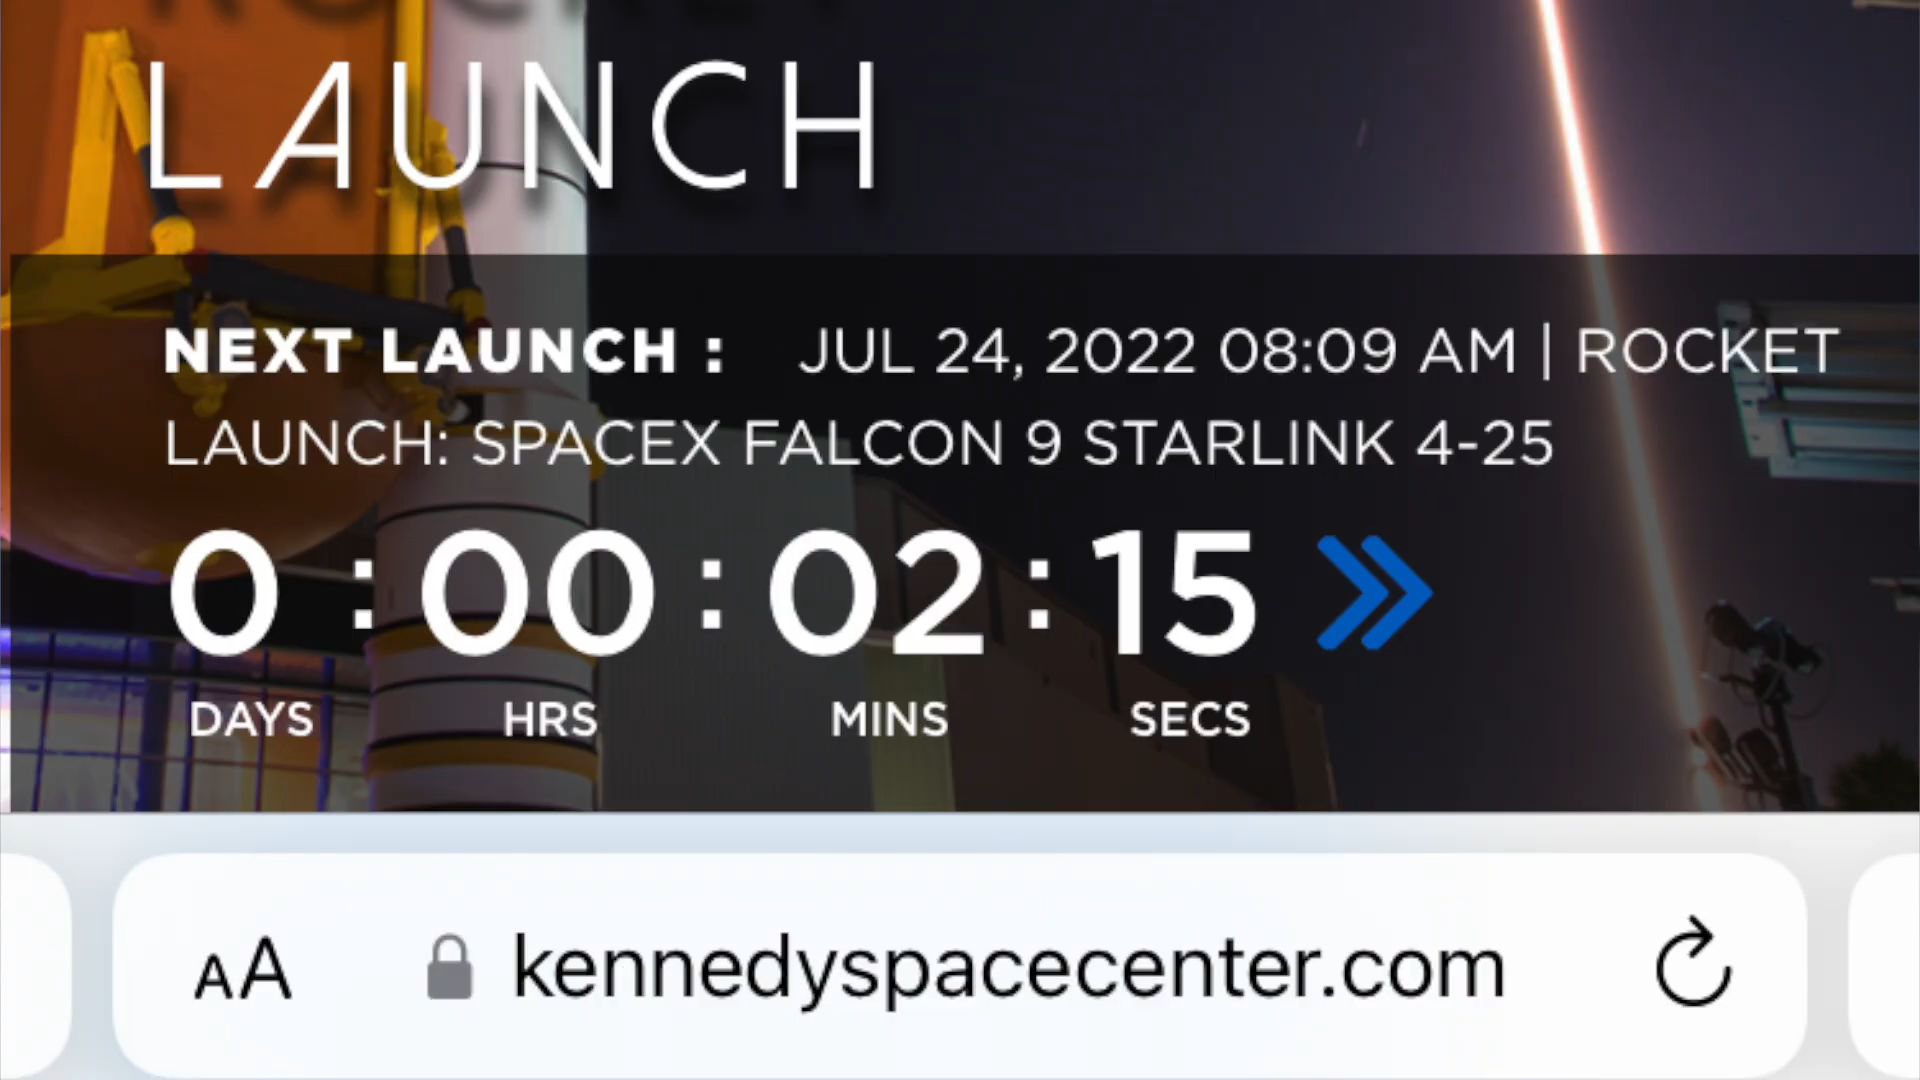 LAUNCH
NEXT LAUNCH : JUL 24, 2022 08:09 AM | ROCKET
LAUNCH: SPACEX FALCON 9 STARLINK 4-25
0 : 00 : 02 : 15
DAYS HRS MINS SECS
AA kennedyspacecenter.com